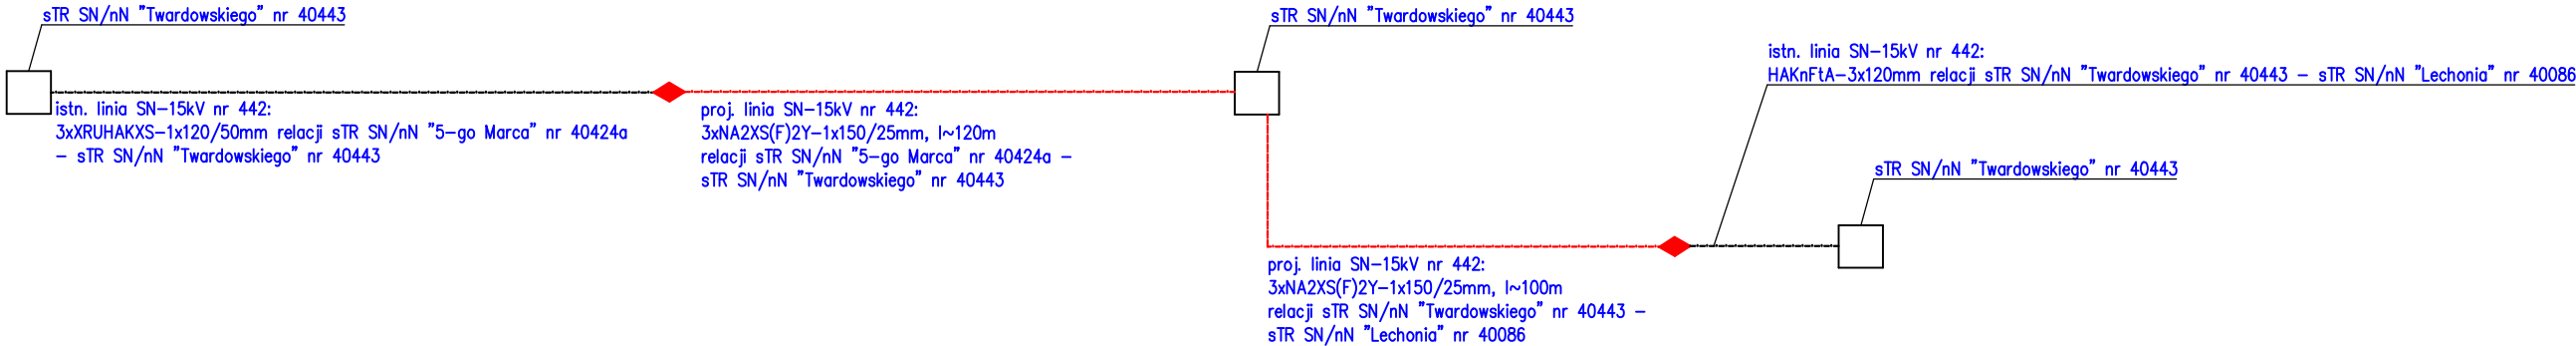 sTR SN/nN "Twardowskiego" nr 40443
istn. linia SN-15kV nr 442:
3xXRUHAKXS-1x120/50mm relacji sTR SN/nN "5-go Marca" nr 40424a
- sTR SN/nN "Twardowskiego" nr 40443
proj. linia SN-15kV nr 442:
3xNA2XS(F)2Y-1x150/25mm, l~120m
relacji sTR SN/nN "5-go Marca" nr 40424a -
sTR SN/nN "Twardowskiego" nr 40443
sTR SN/nN "Twardowskiego" nr 40443
proj. linia SN-15kV nr 442:
3xNA2XS(F)2Y-1x150/25mm, l~100m
relacji sTR SN/nN "Twardowskiego" nr 40443 -
sTR SN/nN "Lechonia" nr 40086
istn. linia SN-15kV nr 442:
HAKnFtA-3x120mm relacji sTR SN/nN "Twardowskiego" nr 40443 - sTR SN/nN "Lechonia" nr 40086
sTR SN/nN "Twardowskiego" nr 40443